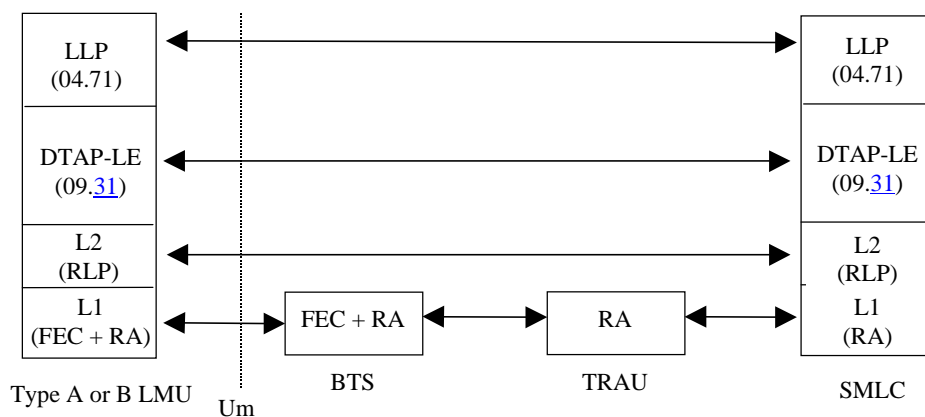 LLP
(04.71)
LLP
(04.71)
DTAP-LE
(09.31)
DTAP-LE
(09.31)
L2
(RLP)
L2
(RLP)
L1
(FEC + RA)
FEC + RA
RA
L1
(RA)
Type A or B LMU
Um
BTS
TRAU
SMLC